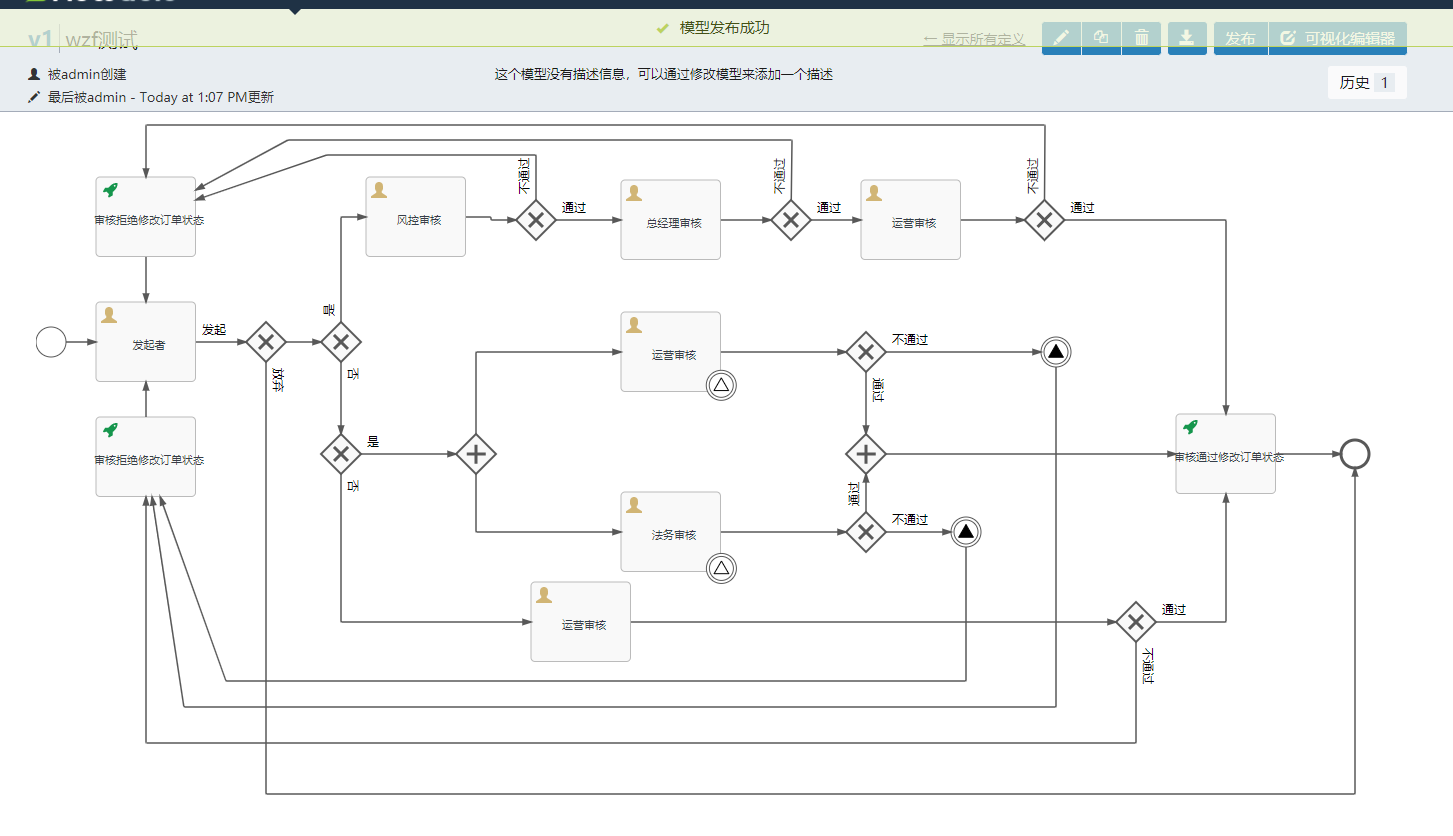 模型发布成功
v1 wzf测试
← 显示所有定义
发布
可视化编辑器
被admin创建
这个模型没有描述信息，可以通过修改模型来添加一个描述
历史 1
最后被admin - Today at 1:07 PM更新
不通过
不通过
不通过
审核拒绝修改订单状态
风控审核
通过
总经理审核
通过
运营审核
通过
是
发起者
发起
放弃
否
运营审核
不通过
通过
审核拒绝修改订单状态
是
否
审核通过修改订单状态
通过
法务审核
不通过
运营审核
通过
不通过